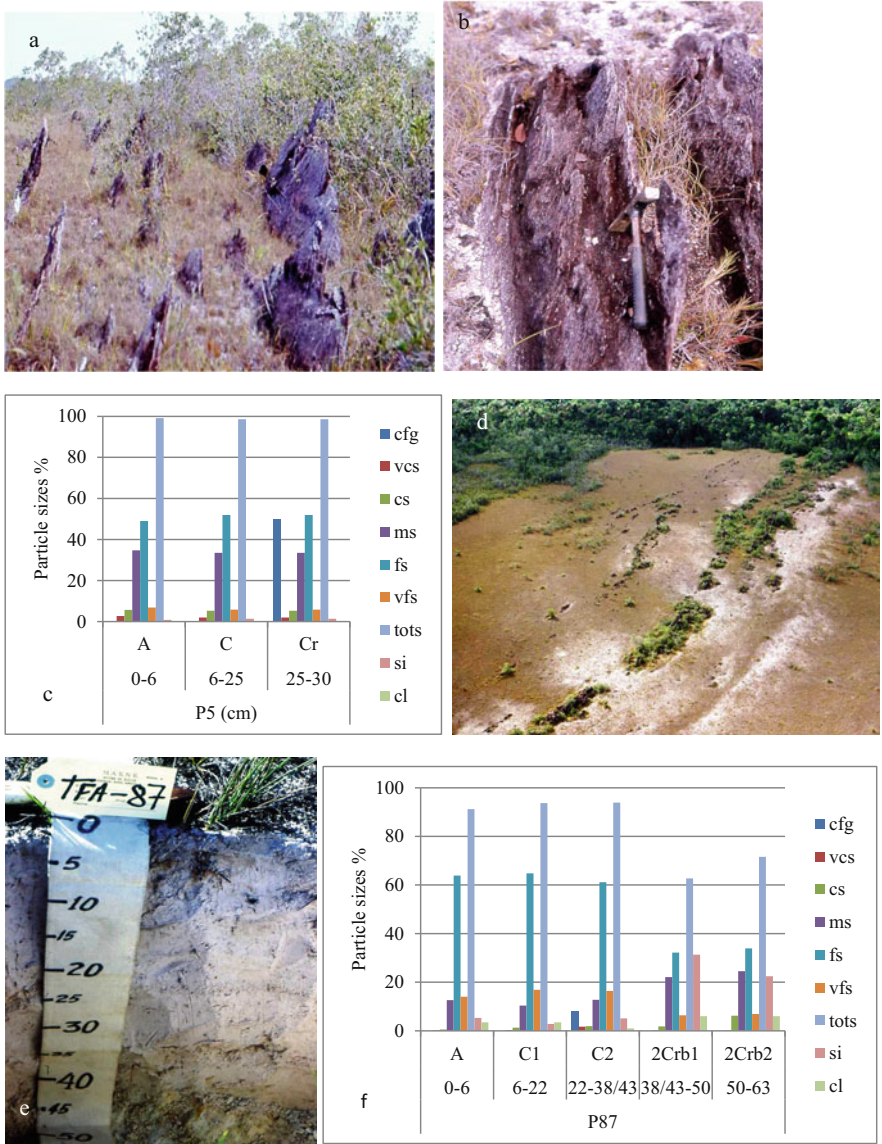 a
b
100
80
60
40
20
0
Particle sizes %
A C Cr
0-6 6-25 25-30
P5 (cm)
cfg
vcs
cs
ms
fs
vfs
tots
si
cl
c
d
M.A.R.N.R.
TFA-87
0
5
10
15
20
25
30
35
40
45
50
e
100
80
60
40
20
0
Particle sizes %
A C1 C2 2Crb1 2Crb2
0-6 6-22 22-38/43 38/43-50 50-63
P87
cfg
vcs
cs
ms
fs
vfs
tots
si
cl
f